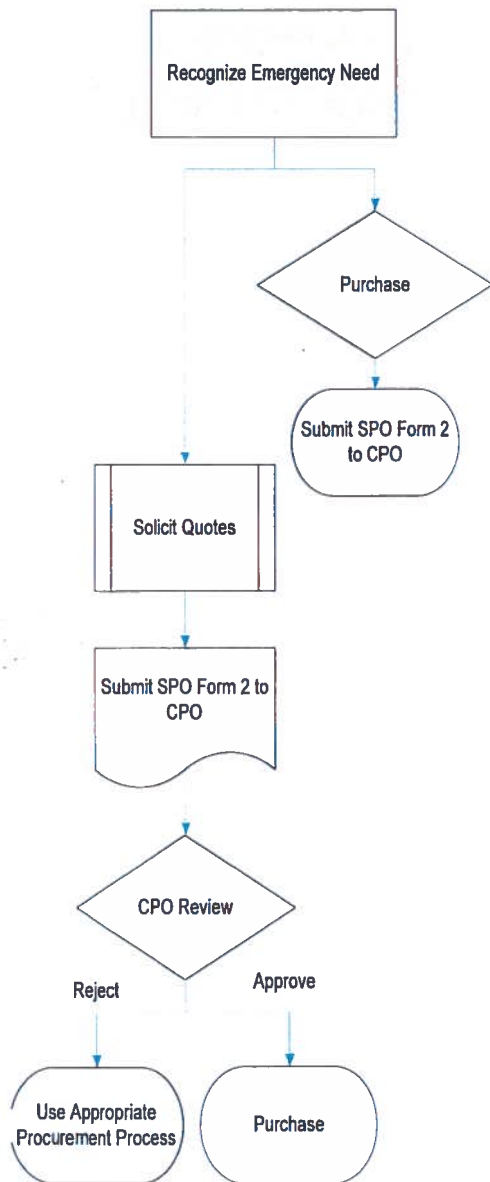 Recognize Emergency Need
Purchase
Submit SPO Form 2
to CPO
Solicit Quotes
Submit SPO Form 2 to
CPO
CPO Review
Reject
Approve
Use Appropriate
Procurement Process
Purchase